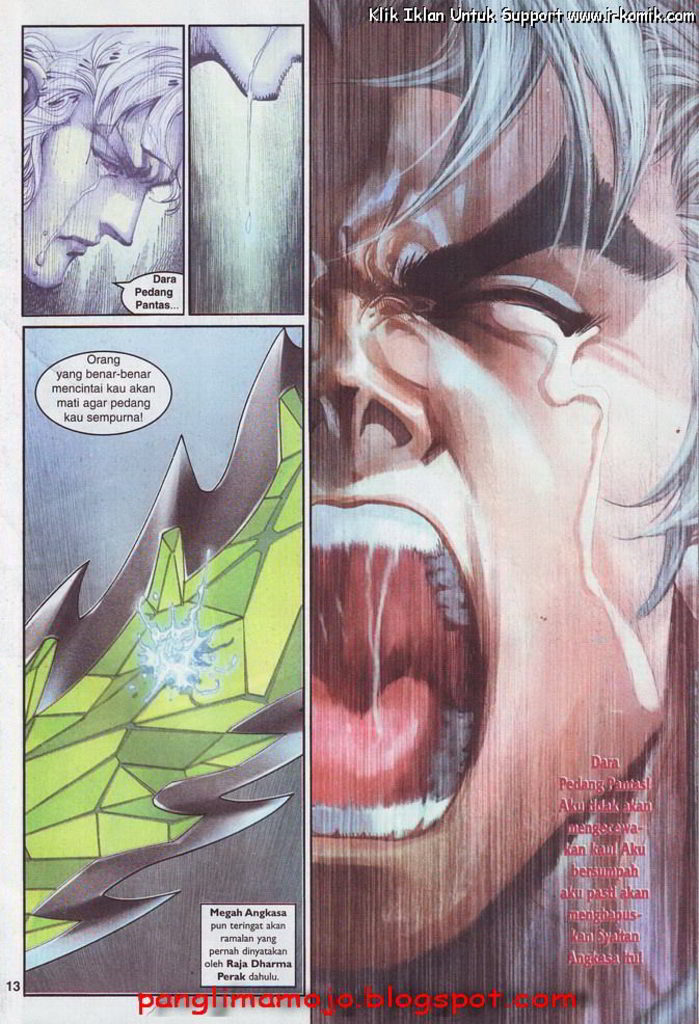 Klik Iklan Untuk Support www.i-komik.com
Dara
Pedang
Pantas...
Orang
yang benar-benar
mencintai kau akan
mati agar pedang
kau sempurna!
Megah Angkasa
pun teringat akan
ramalan yang
pernah dinyatakan
oleh Raja Dharma
Perak dahulu.
Dara
Pedang Pantas!
Aku tidak akan
mengecewa-
kan kau! Aku
bersumpah
aku pasti akan
menghapus-
kan Syaitan
Angkasa ini!
13
panglimamojo.blogspot.com